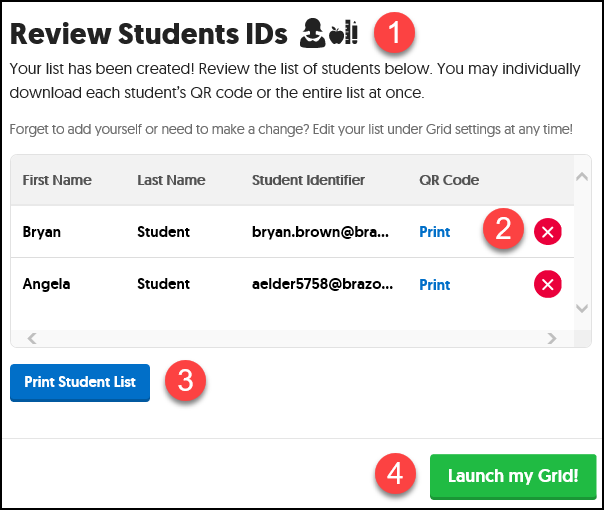 Review Students IDs 1
Your list has been created! Review the list of students below. You may individually
download each student's QR code or the entire list at once.
Forget to add yourself or need to make a change? Edit your list under Grid settings at any time!
First Name Last Name Student Identifier QR Code
Bryan Student bryan.brown@bra... Print 2
Angela Student aelder5758@brazo... Print
Print Student List 3
4 Launch my Grid!